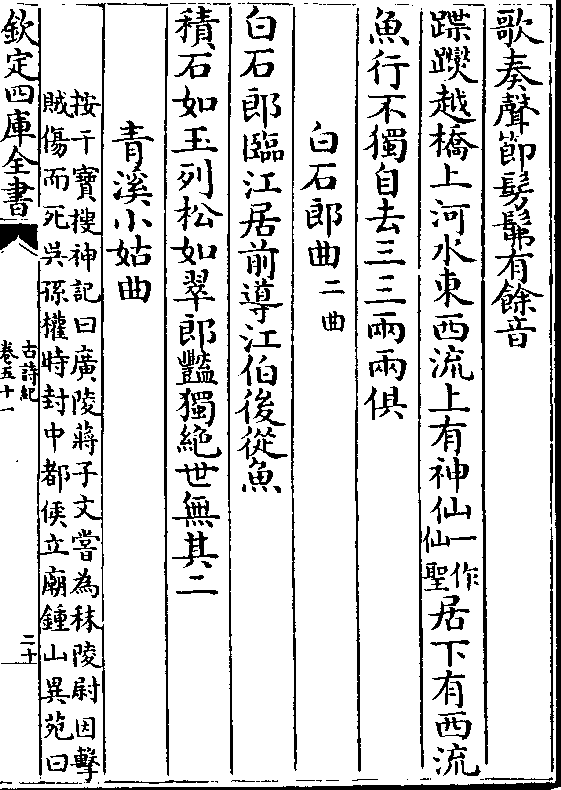 歌奏聲節髣髴有餘音
蹀躞越橋上河水東西流上有神仙一作仙聖居下有西流
魚行不獨自去三三兩兩俱
白石郎曲二曲
白石郎臨江居前導江伯後從魚
積石如玉列松如翠郎豔獨絶世無其二
青溪小姑曲
按干寶搜神記曰廣陵蔣子文嘗為秣陵尉因擊
賊傷而死吳孫權時封中都侯立廟鍾山異苑曰
欽定四庫全書
古詩紀
卷五十一
二十